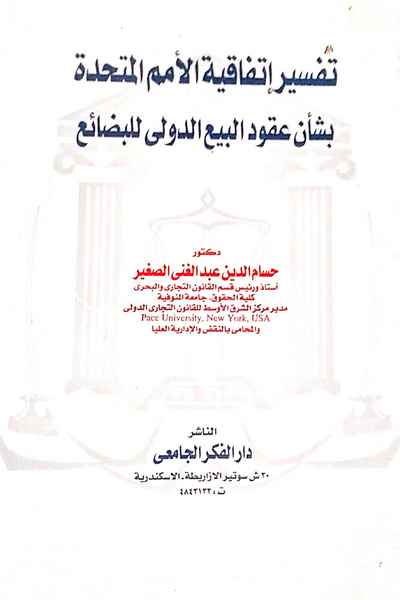 تفسير إتفاقية الأمم المتحدة
بشأن عقود البيع الدولى للبضائع
دكتور
حسام الدين عبد الغنى الصغير
أستاذ ورئيس قسم القانون التجارى والبحرى
كلية الحقوق - جامعة المنوفية
مدير مركز الشرق الأوسط للقانون التجارى الدولى
Pace University, New York, USA
والمحامى بالنقض والإدارية العليا
الناشر
دار الفكر الجامعى
٣٠ ش سوتير الازاريطة - الاسكندرية
ت : ٤٨٤٣١٣٢